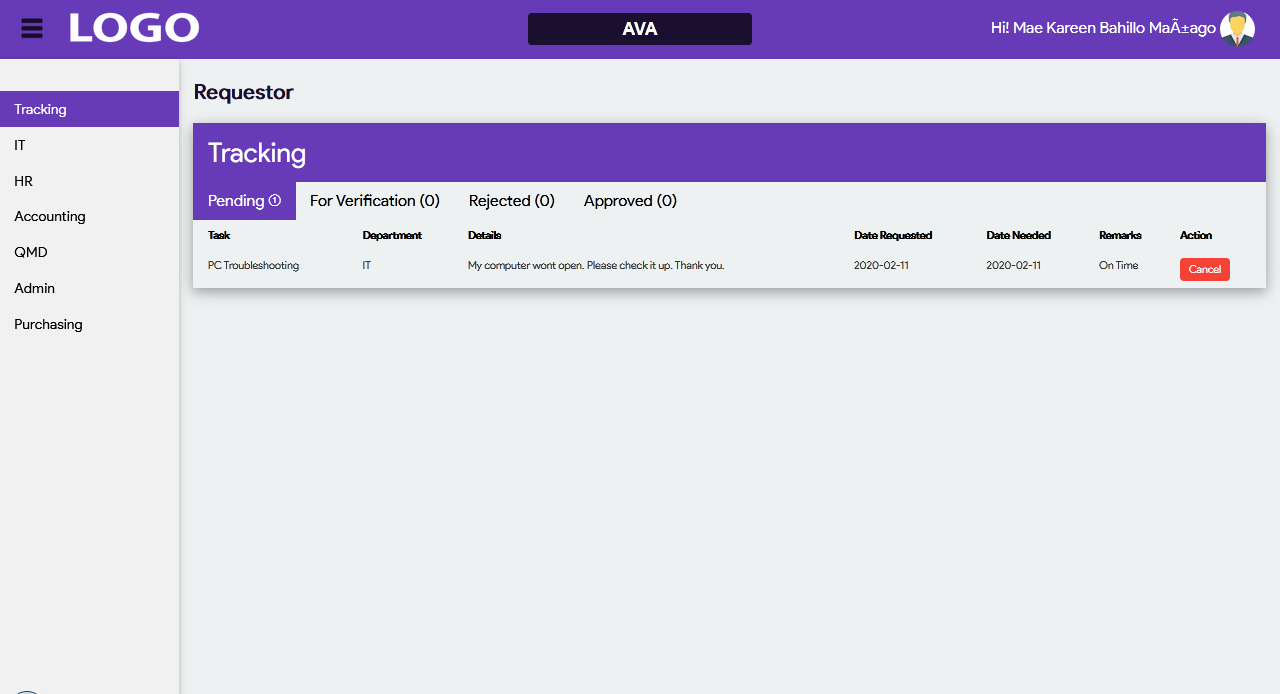 LOGO
AVA
Hi! Mae Kareen Bahillo MaÃ±ago
Tracking
IT
HR
Accounting
QMD
Admin
Purchasing
Requestor
Tracking
Pending ① For Verification (0) Rejected (0) Approved (0)
Task Department Details Date Requested Date Needed Remarks Action
PC Troubleshooting IT My computer wont open. Please check it up. Thank you. 2020-02-11 2020-02-11 On Time Cancel